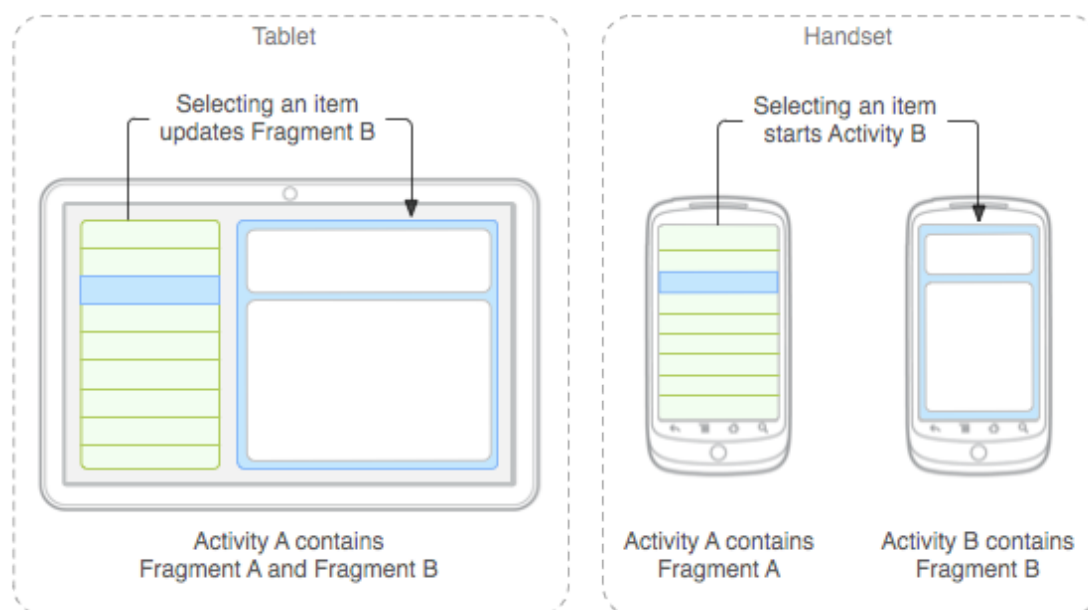 Tablet
Selecting an item
updates Fragment B
Activity A contains
Fragment A and Fragment B
Handset
Selecting an item
starts Activity B
Activity A contains
Fragment A
Activity B contains
Fragment B